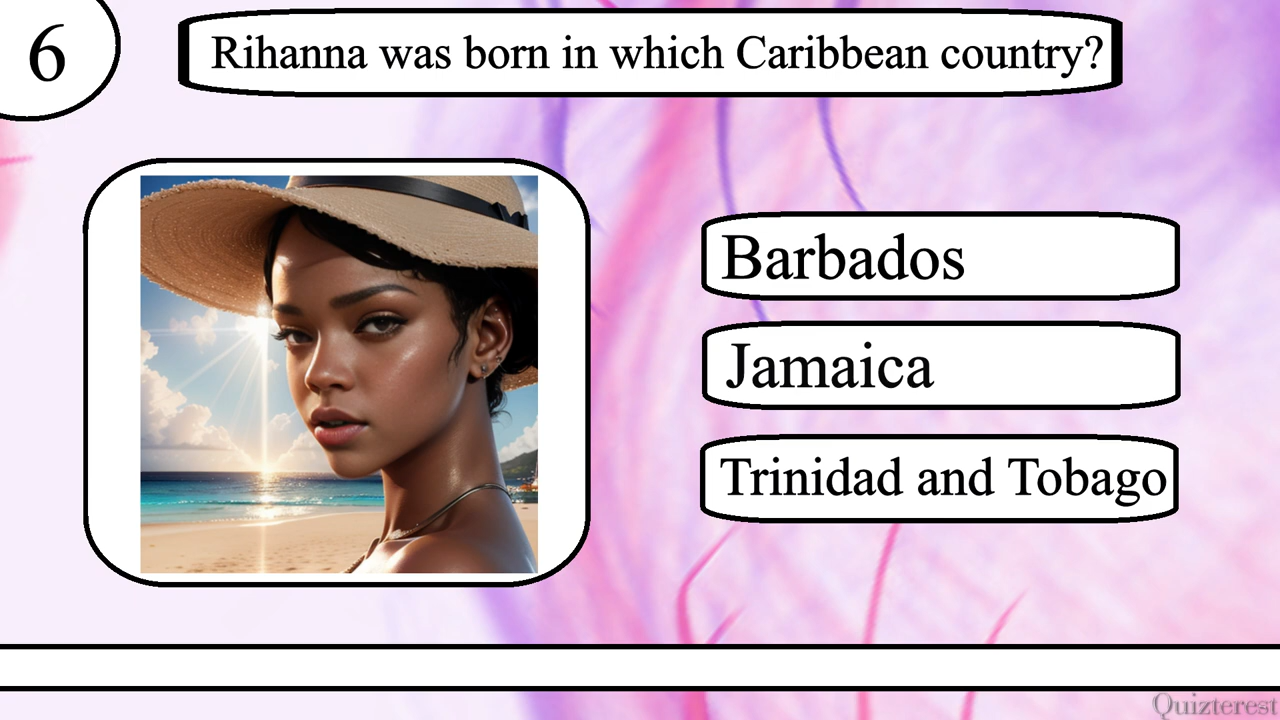 6
Rihanna was born in which Caribbean country?
Barbados
Jamaica
Trinidad and Tobago
Quizterest